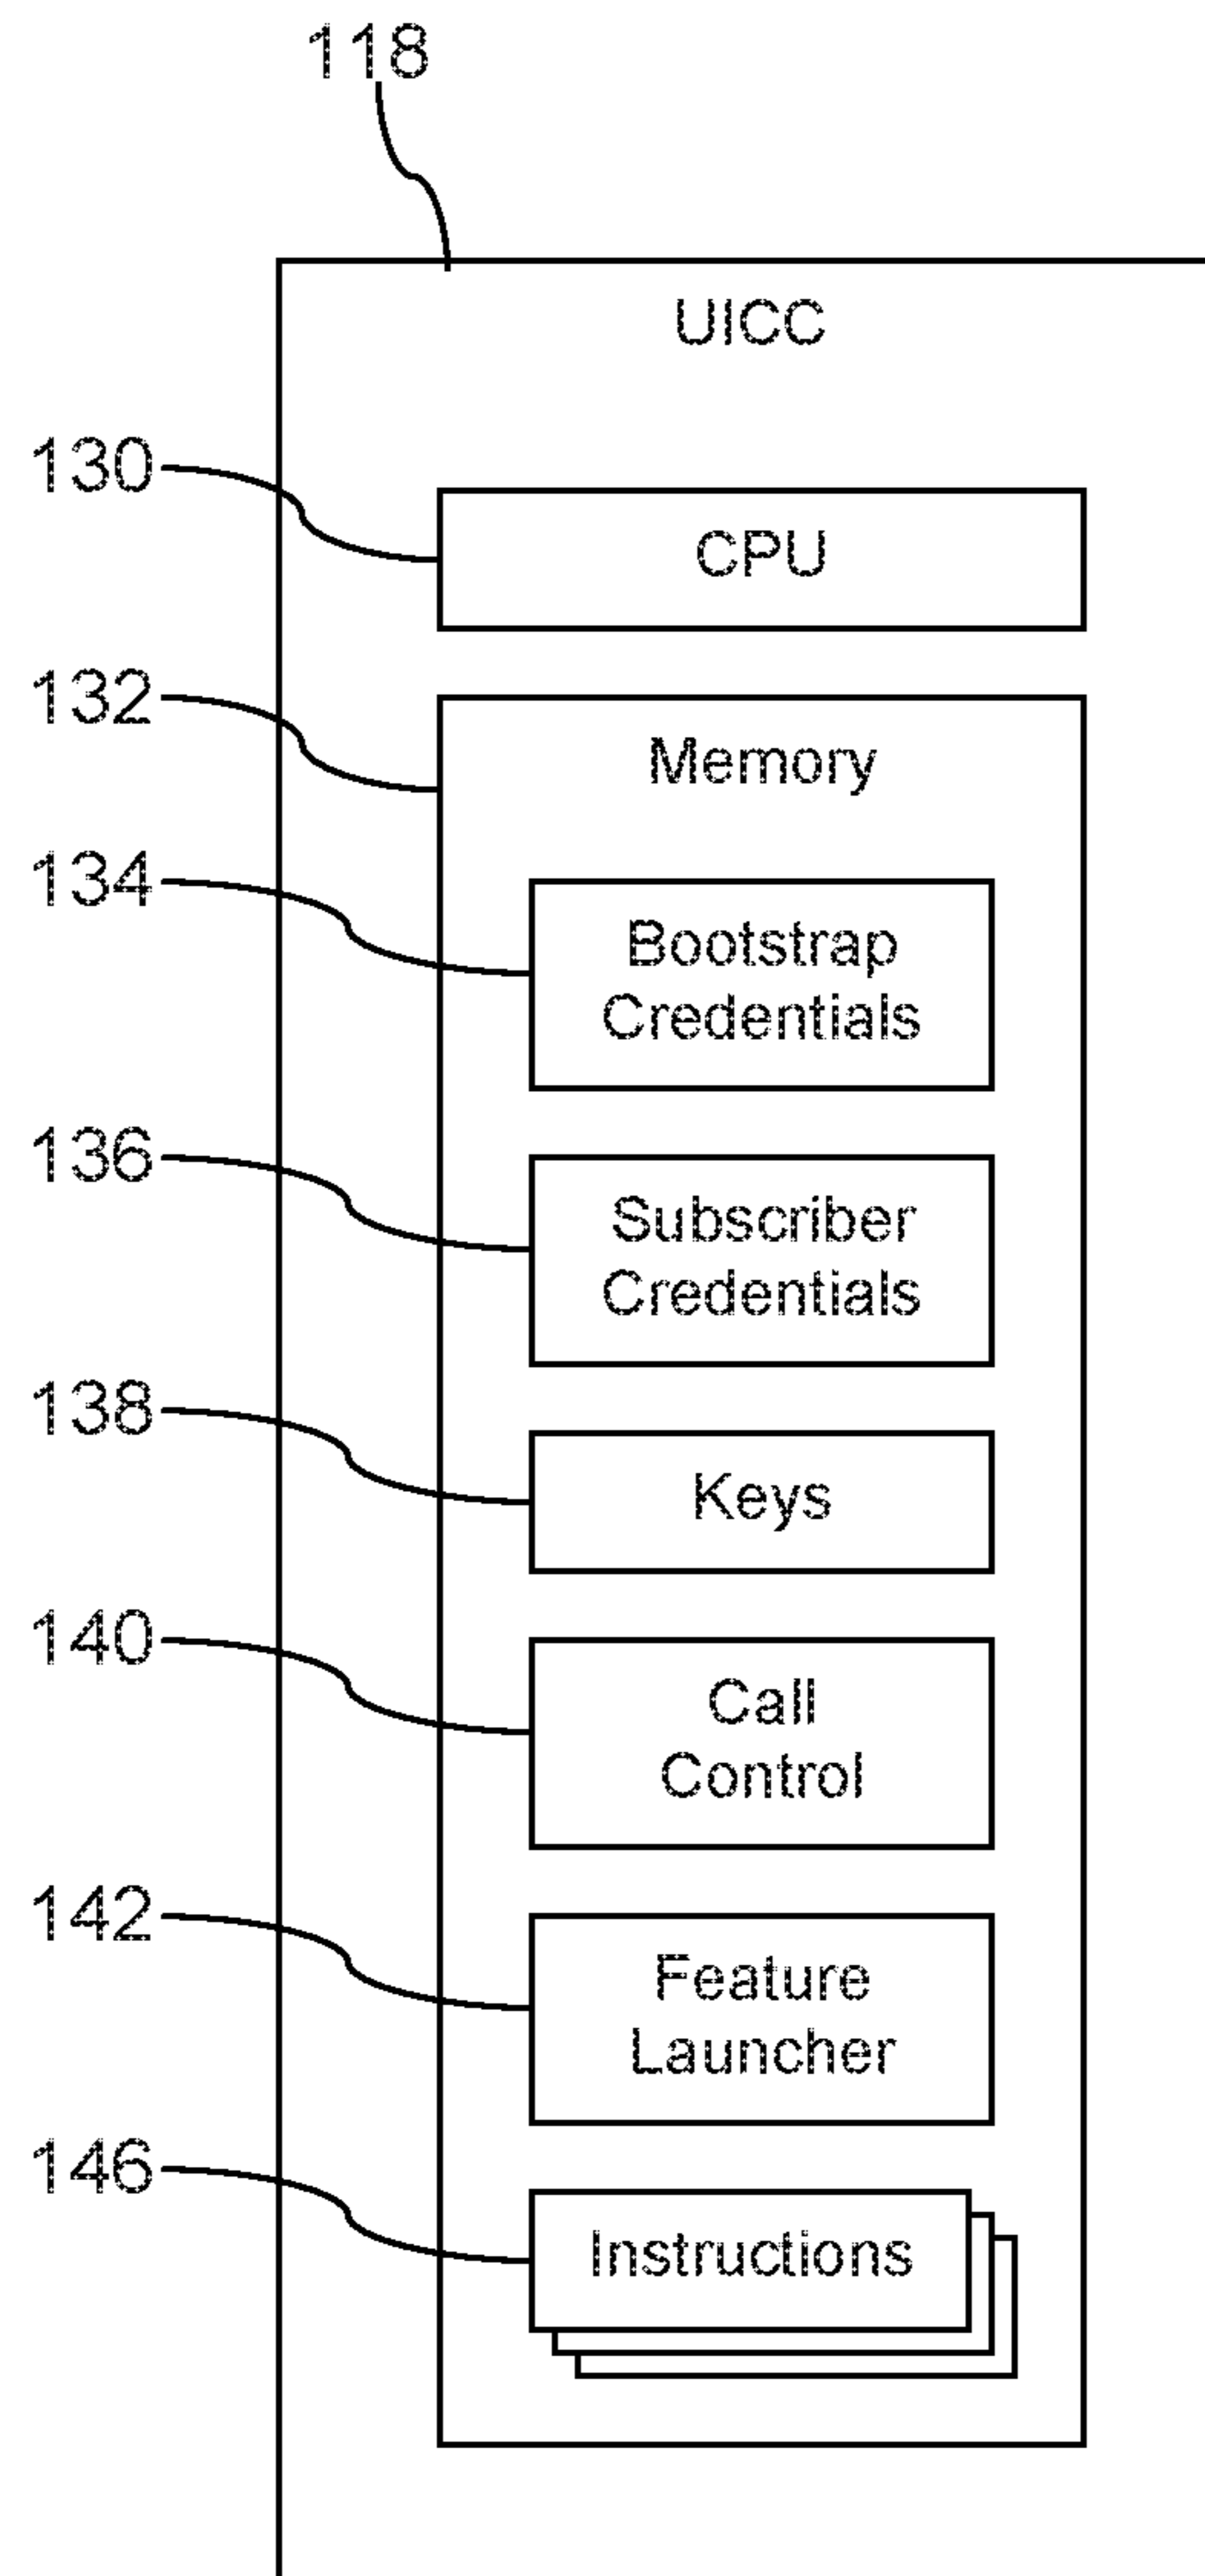 118
UICC
130
CPU
132
Memory
134
Bootstrap
Credentials
136
Subscriber
Credentials
138
Keys
140
Call
Control
142
Feature
Launcher
146
Instructions